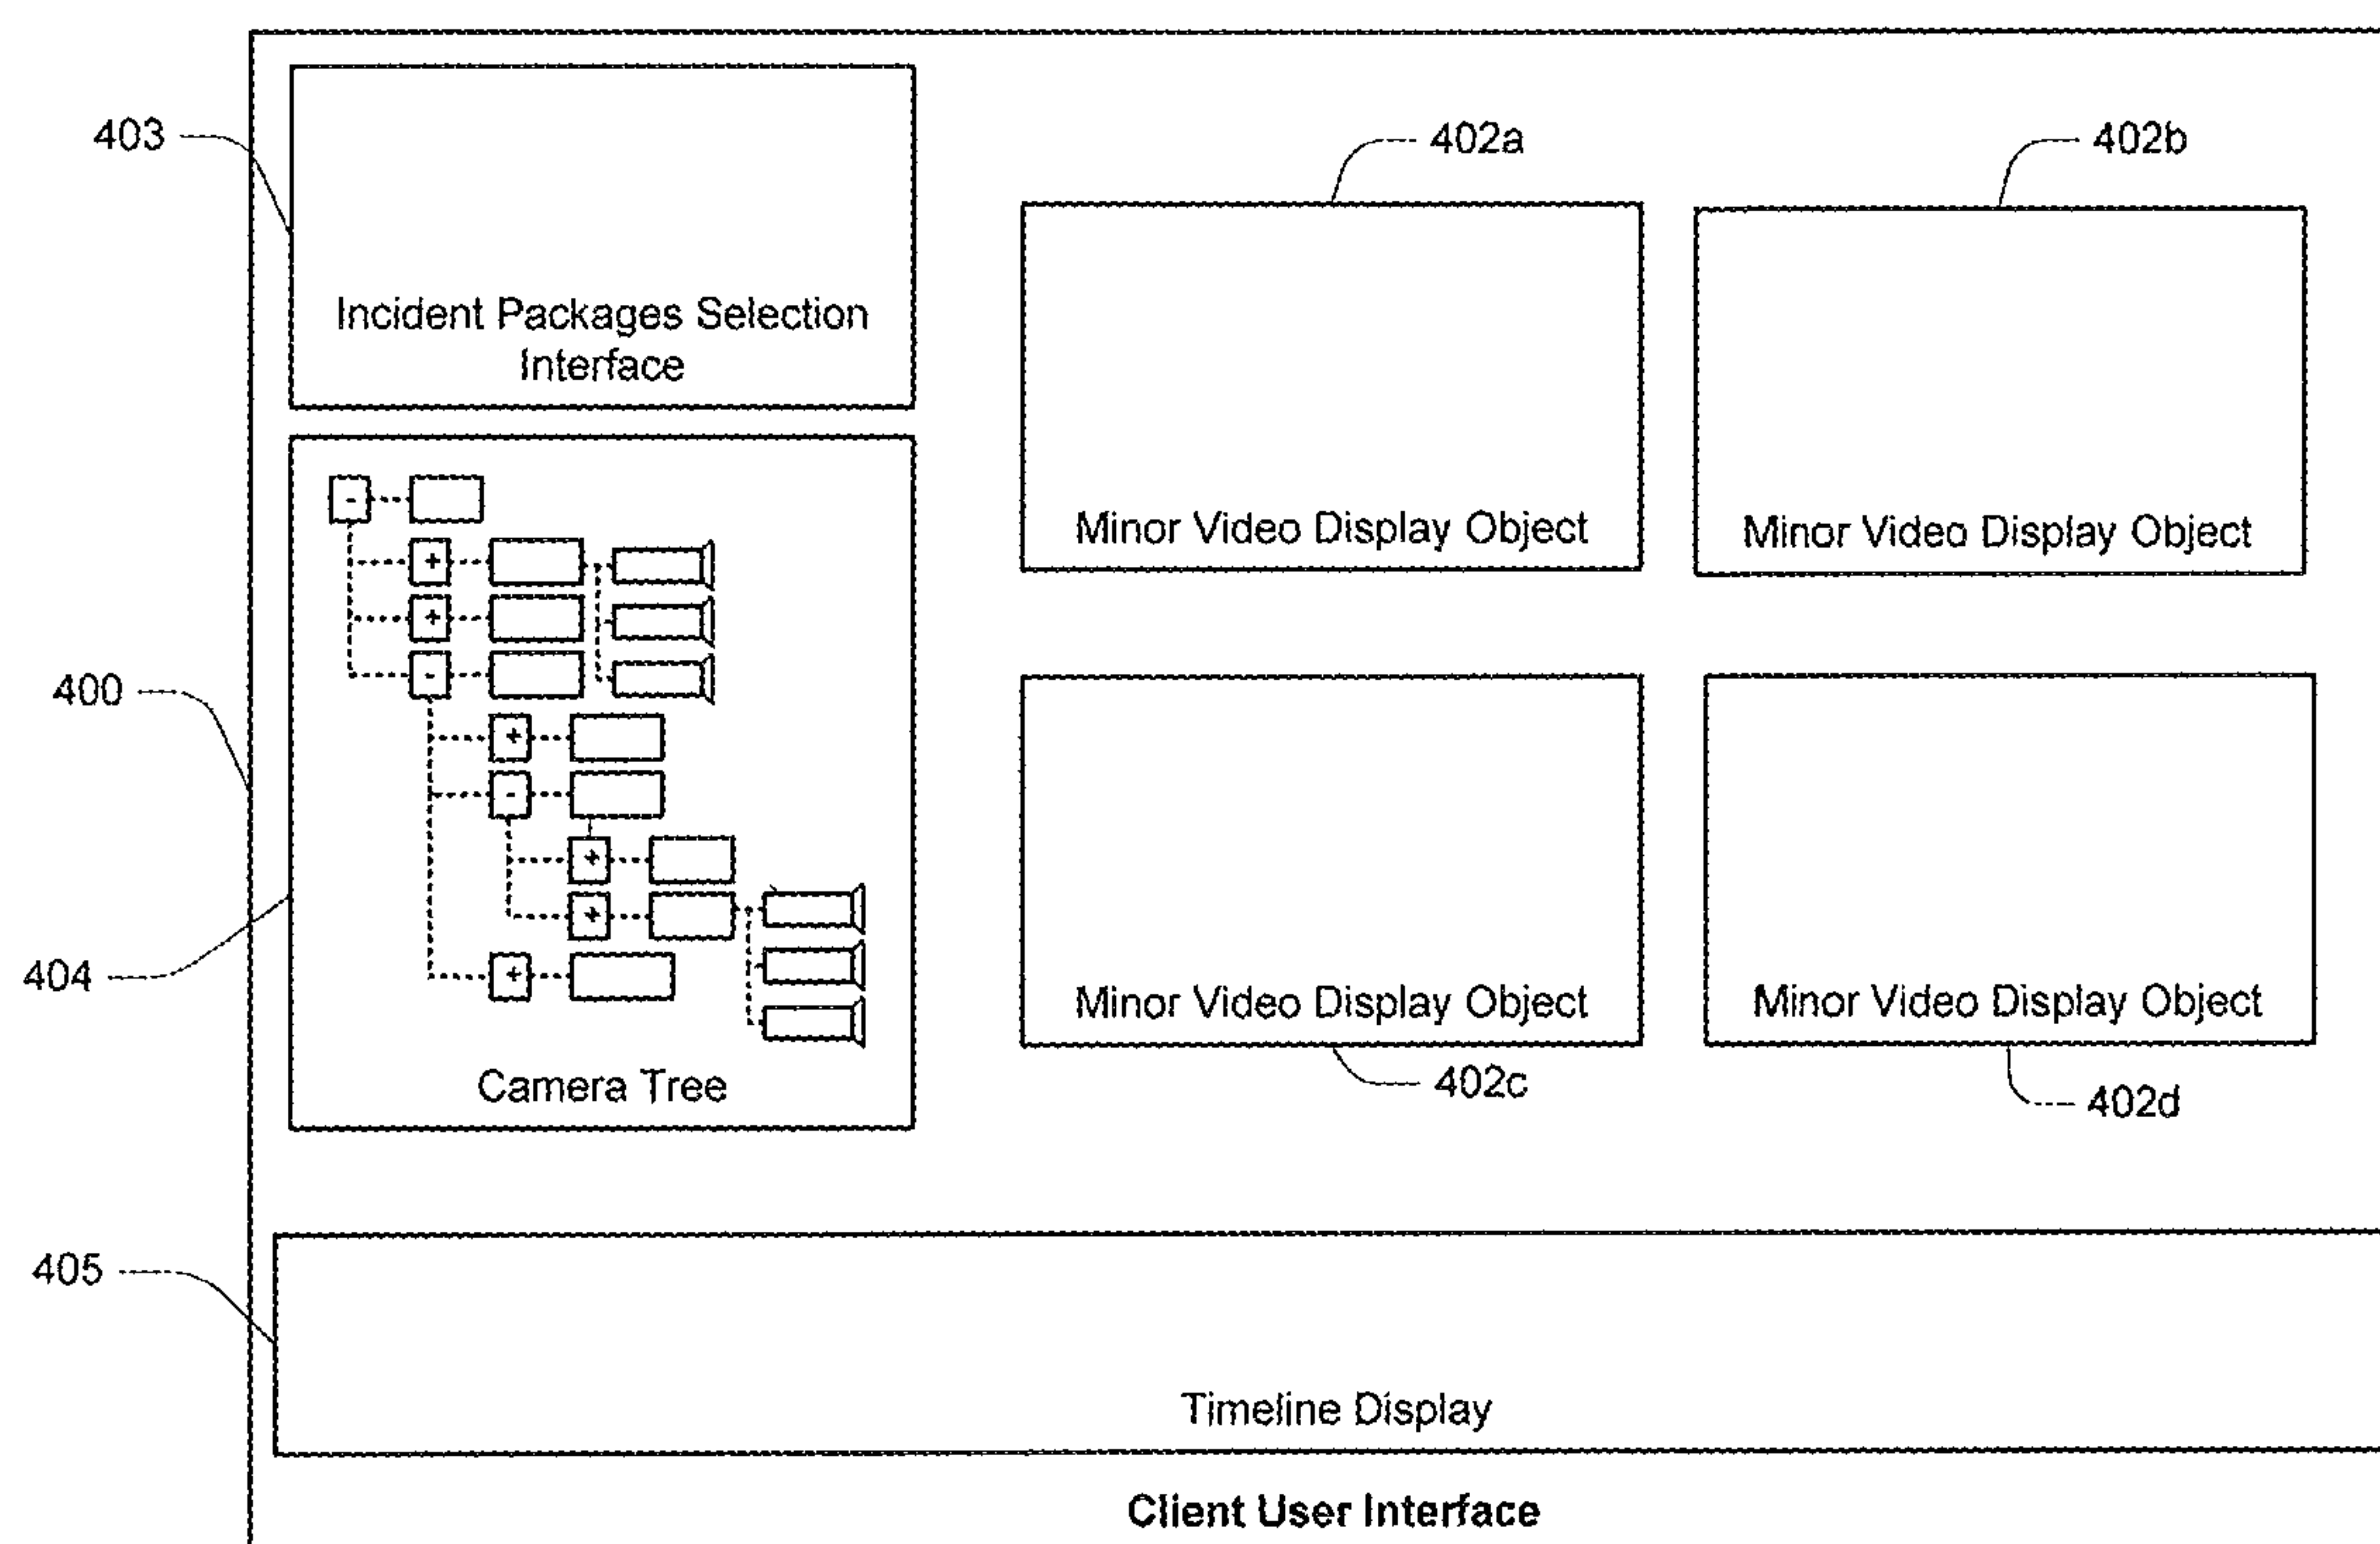 403
402a
402b
Incident Packages Selection
Interface
Minor Video Display Object
Minor Video Display Object
-
+
+
-
+
-
+
+
+
400
404
Camera Tree
Minor Video Display Object
Minor Video Display Object
402c
402d
405
Timeline Display
Client User Interface